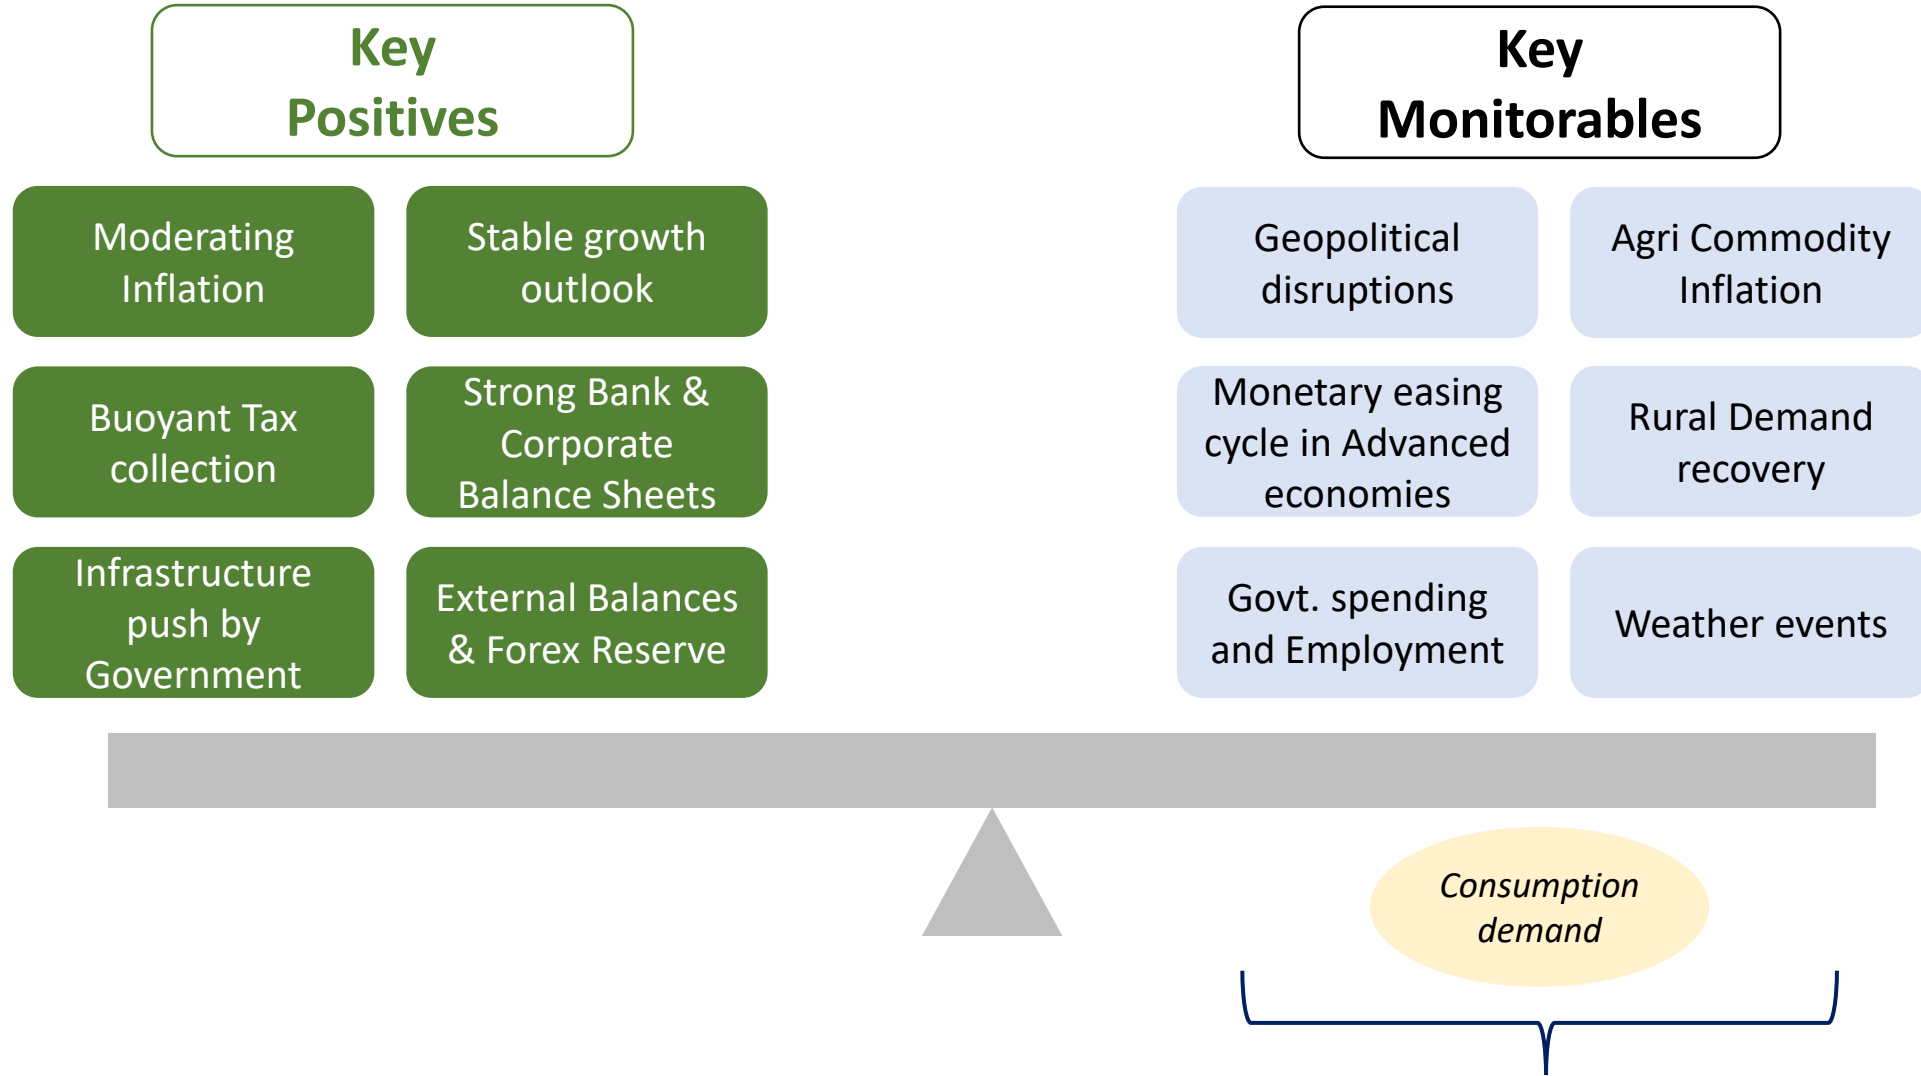 Key
Positives
Key
Monitorables
Moderating
Inflation
Stable growth
outlook
Geopolitical
disruptions
Agri Commodity
Inflation
Buoyant Tax
collection
Strong Bank &
Corporate
Balance Sheets
Monetary easing
cycle in Advanced
economies
Rural Demand
recovery
Infrastructure
push by
Government
External Balances
& Forex Reserve
Govt. spending
and Employment
Weather events
Consumption
demand